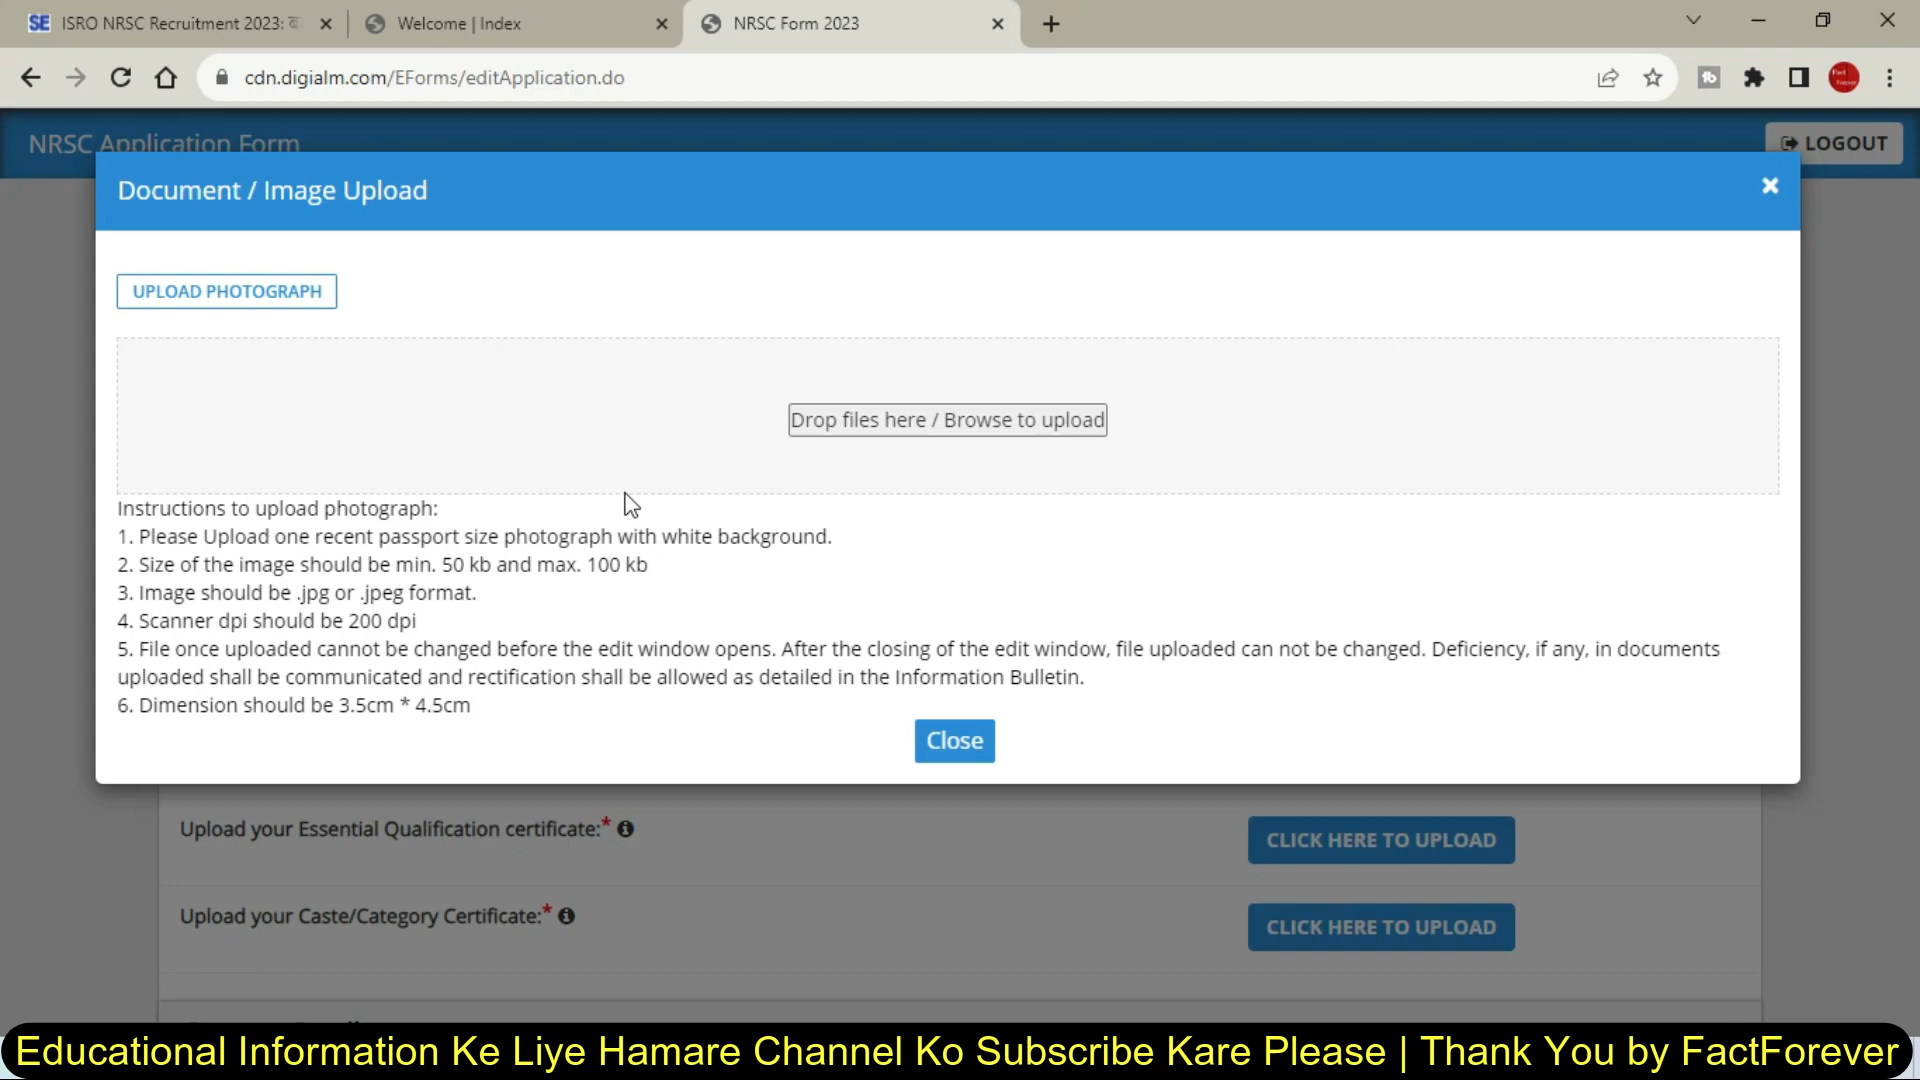 SE ISRO NRSC Recruitment 2023:
Welcome | Index
NRSC Form 2023
cdn.digialm.com/EForms/editApplication.do
NRSC Application Form
LOGOUT
Document / Image Upload
UPLOAD PHOTOGRAPH
Drop files here / Browse to upload
Instructions to upload photograph:
1. Please Upload one recent passport size photograph with white background.
2. Size of the image should be min. 50 kb and max. 100 kb
3. Image should be .jpg or .jpeg format.
4. Scanner dpi should be 200 dpi
5. File once uploaded cannot be changed before the edit window opens. After the closing of the edit window, file uploaded can not be changed. Deficiency, if any, in documents
uploaded shall be communicated and rectification shall be allowed as detailed in the Information Bulletin.
6. Dimension should be 3.5cm * 4.5cm
Close
Upload your Essential Qualification certificate:*
CLICK HERE TO UPLOAD
Upload your Caste/Category Certificate:*
CLICK HERE TO UPLOAD
Educational Information Ke Liye Hamare Channel Ko Subscribe Kare Please | Thank You by FactForever